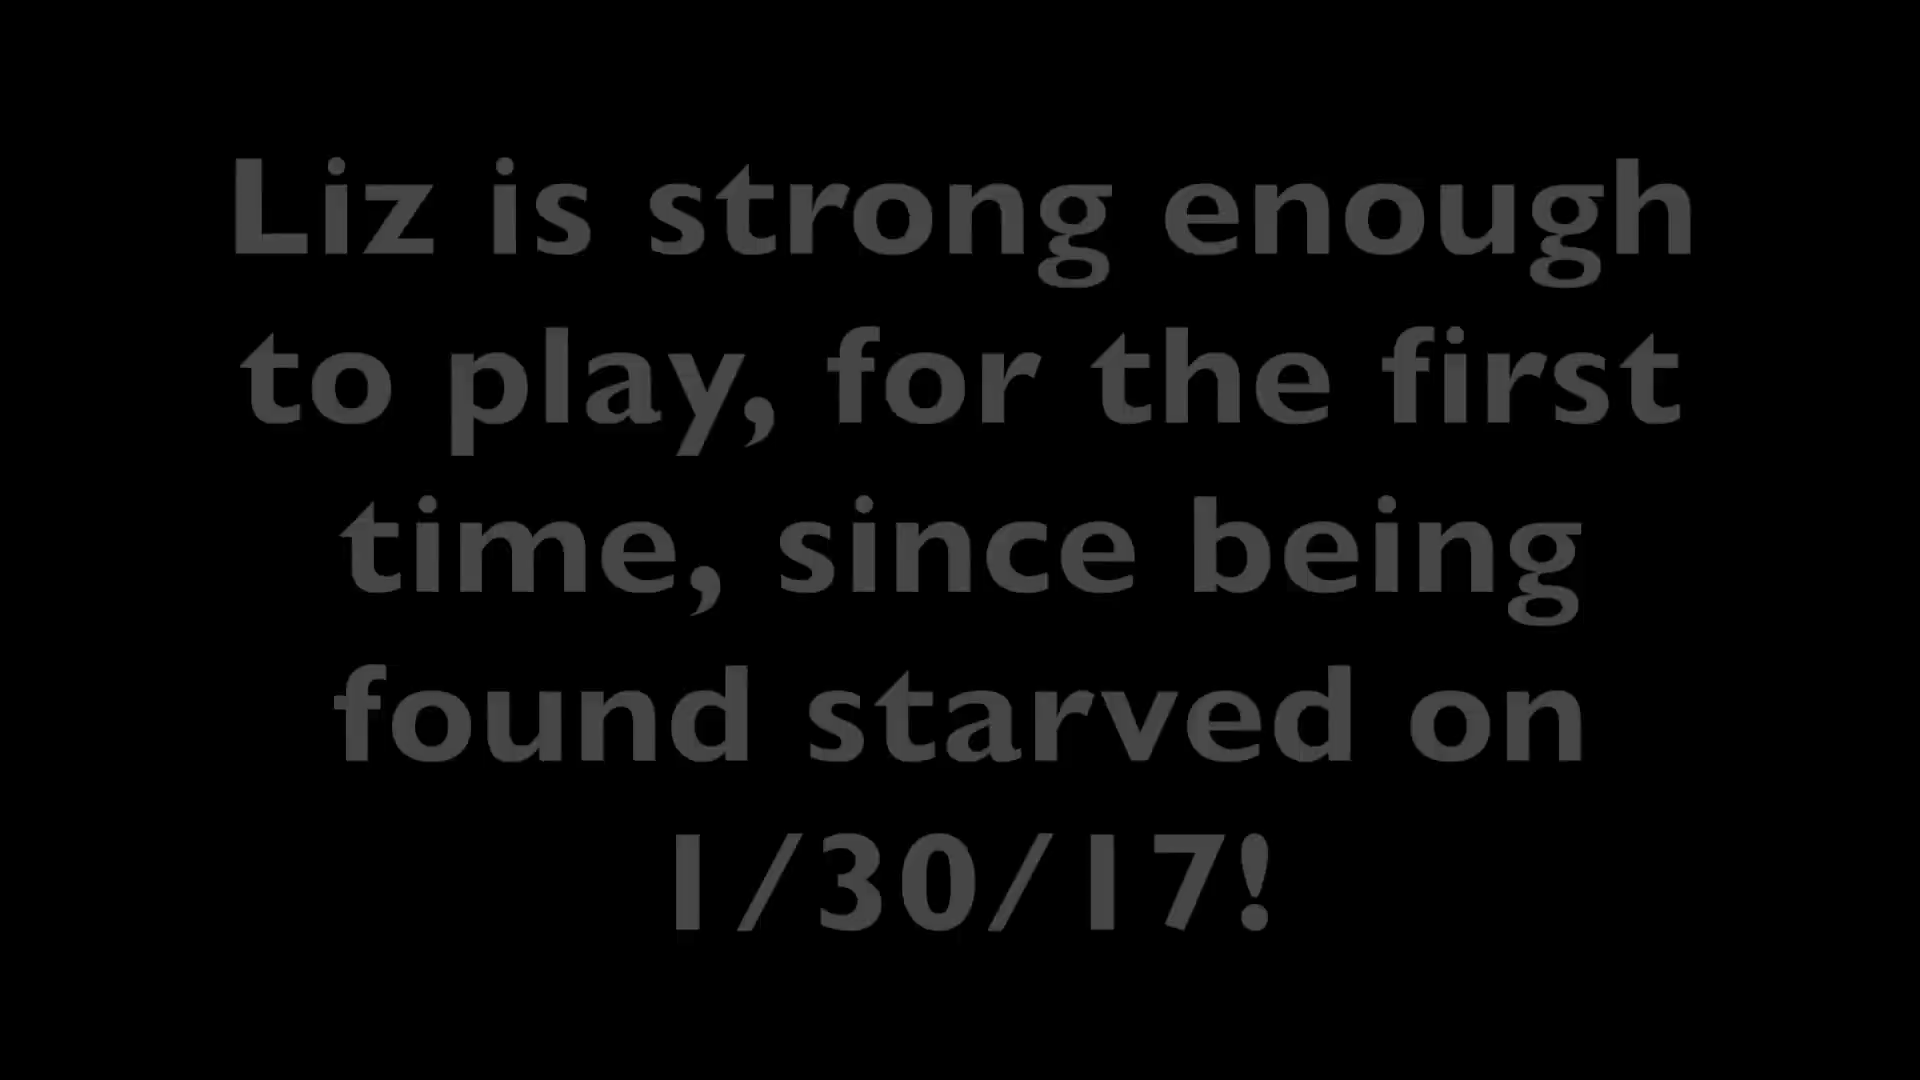 Liz is strong enough
to play, for the first
time, since being
found starved on
1/30/17!